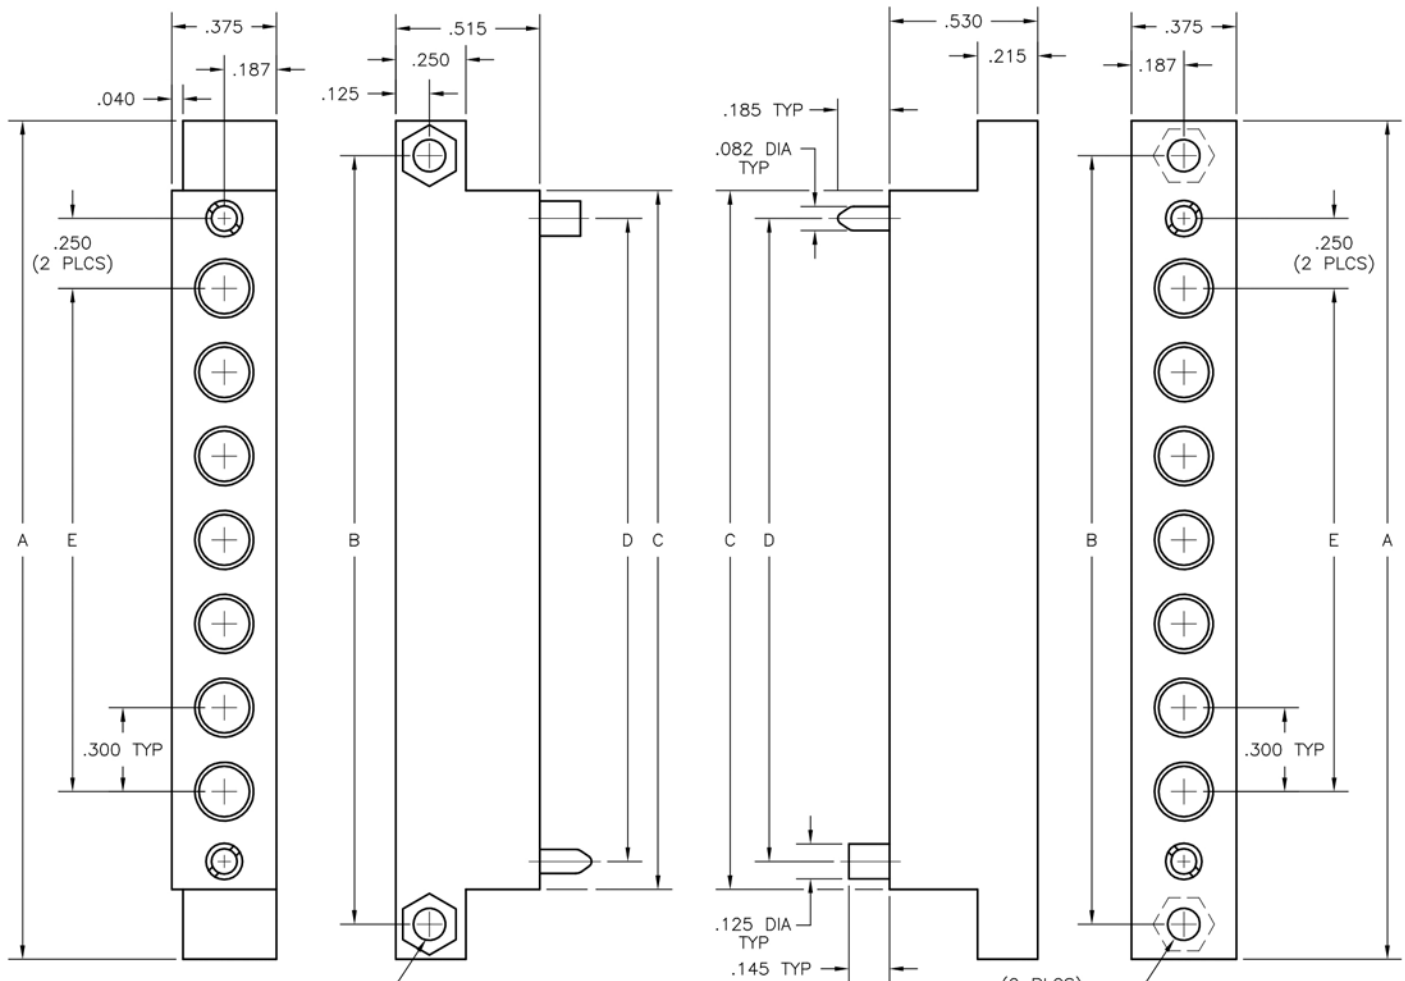 .375
.187
.040
.250
(2 PLCS)
A
E
.300 TYP
.515
.250
.125
B
D
C
.530
.215
.185 TYP
.082 DIA
TYP
C
D
.125 DIA
TYP
.145 TYP
.375
.187
B
.250
(2 PLCS)
E
A
.300 TYP